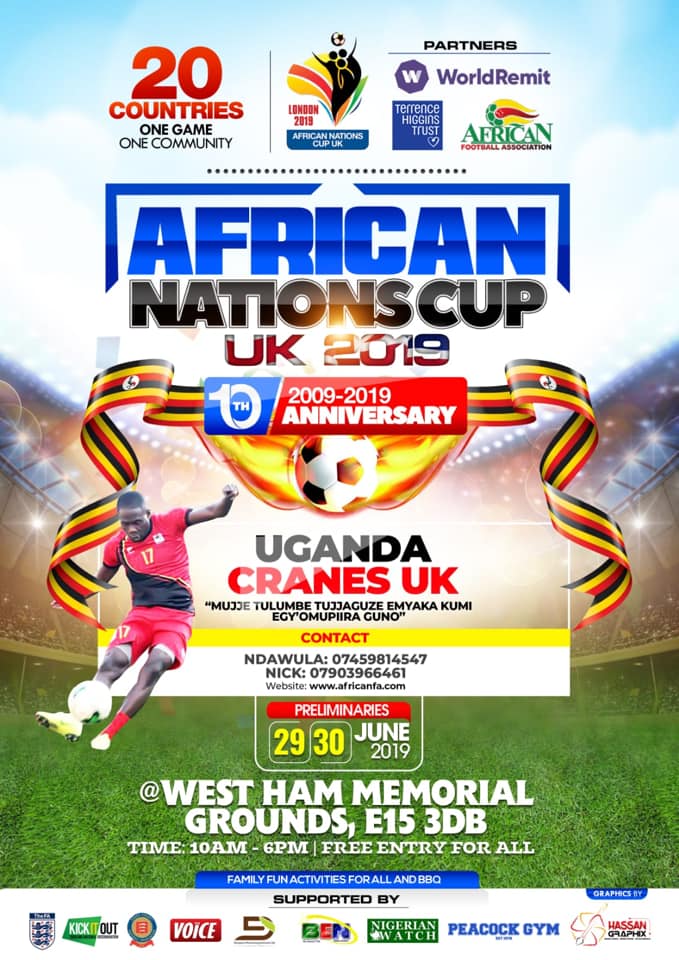 20
COUNTRIES
ONE GAME
ONE COMMUNITY
LONDON
2019
AFRICAN NATIONS
CUP UK
PARTNERS
W WorldRemit
TERRENCE
HIGGINS
TRUST
AFRICAN
FOOTBALL ASSOCIATION
AFRICAN
NATIONS CUP
UK 2019
10TH
2009-2019
ANNIVERSARY
17
17
UGANDA
CRANES UK
“MUJJE TULUMBE TUJJAGUZE EMYAKA KUMI
EGY’OMUPIIRA GUNO”
CONTACT
NDAWULA: 07459814547
NICK: 07903966461
Website: www.africanfa.com
PRELIMINARIES
29 30 JUNE
2019
@WEST HAM MEMORIAL
GROUNDS, E15 3DB
TIME: 10AM - 6PM | FREE ENTRY FOR ALL
FAMILY FUN ACTIVITIES FOR ALL AND BBQ
SUPPORTED BY
GRAPHICS BY
The FA
KICK IT OUT
VOICE
BEN
NIGERIAN
WATCH
PEACOCK GYM
HASSAN
GRAPHIX